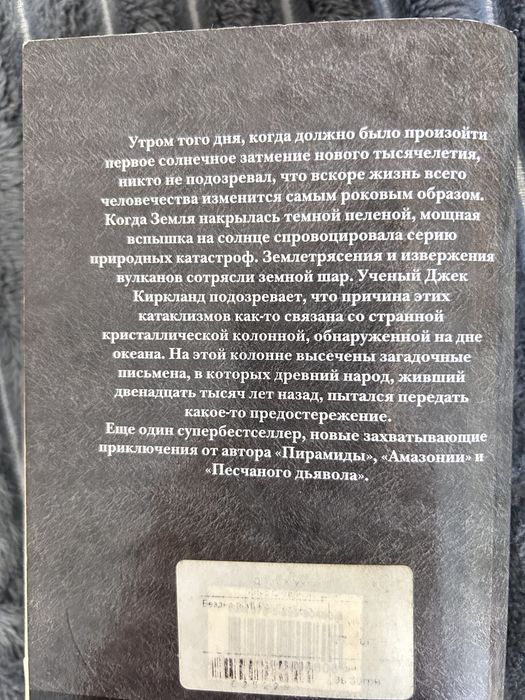 Утром того дня, когда должно было произойти
первое солнечное затмение нового тысячелетия,
никто не подозревал, что вскоре жизнь всего
человечества изменится самым роковым образом.
Когда Земля накрылась темной пеленой, мощная
вспышка на солнце спровоцировала серию
природных катастроф. Землетрясения и извержения
вулканов сотрясли земной шар. Ученый Джек
Киркланд подозревает, что причина этих
катаклизмов как-то связана со странной
кристаллической колонной, обнаруженной на дне
океана. На этой колонне высечены загадочные
письмена, в которых древний народ, живший
двенадцать тысяч лет назад, пытался передать
какое-то предостережение.
Еще один супербестселлер, новые захватывающие
приключения от автора «Пирамиды», «Амазонии» и
«Песчаного дьявола».